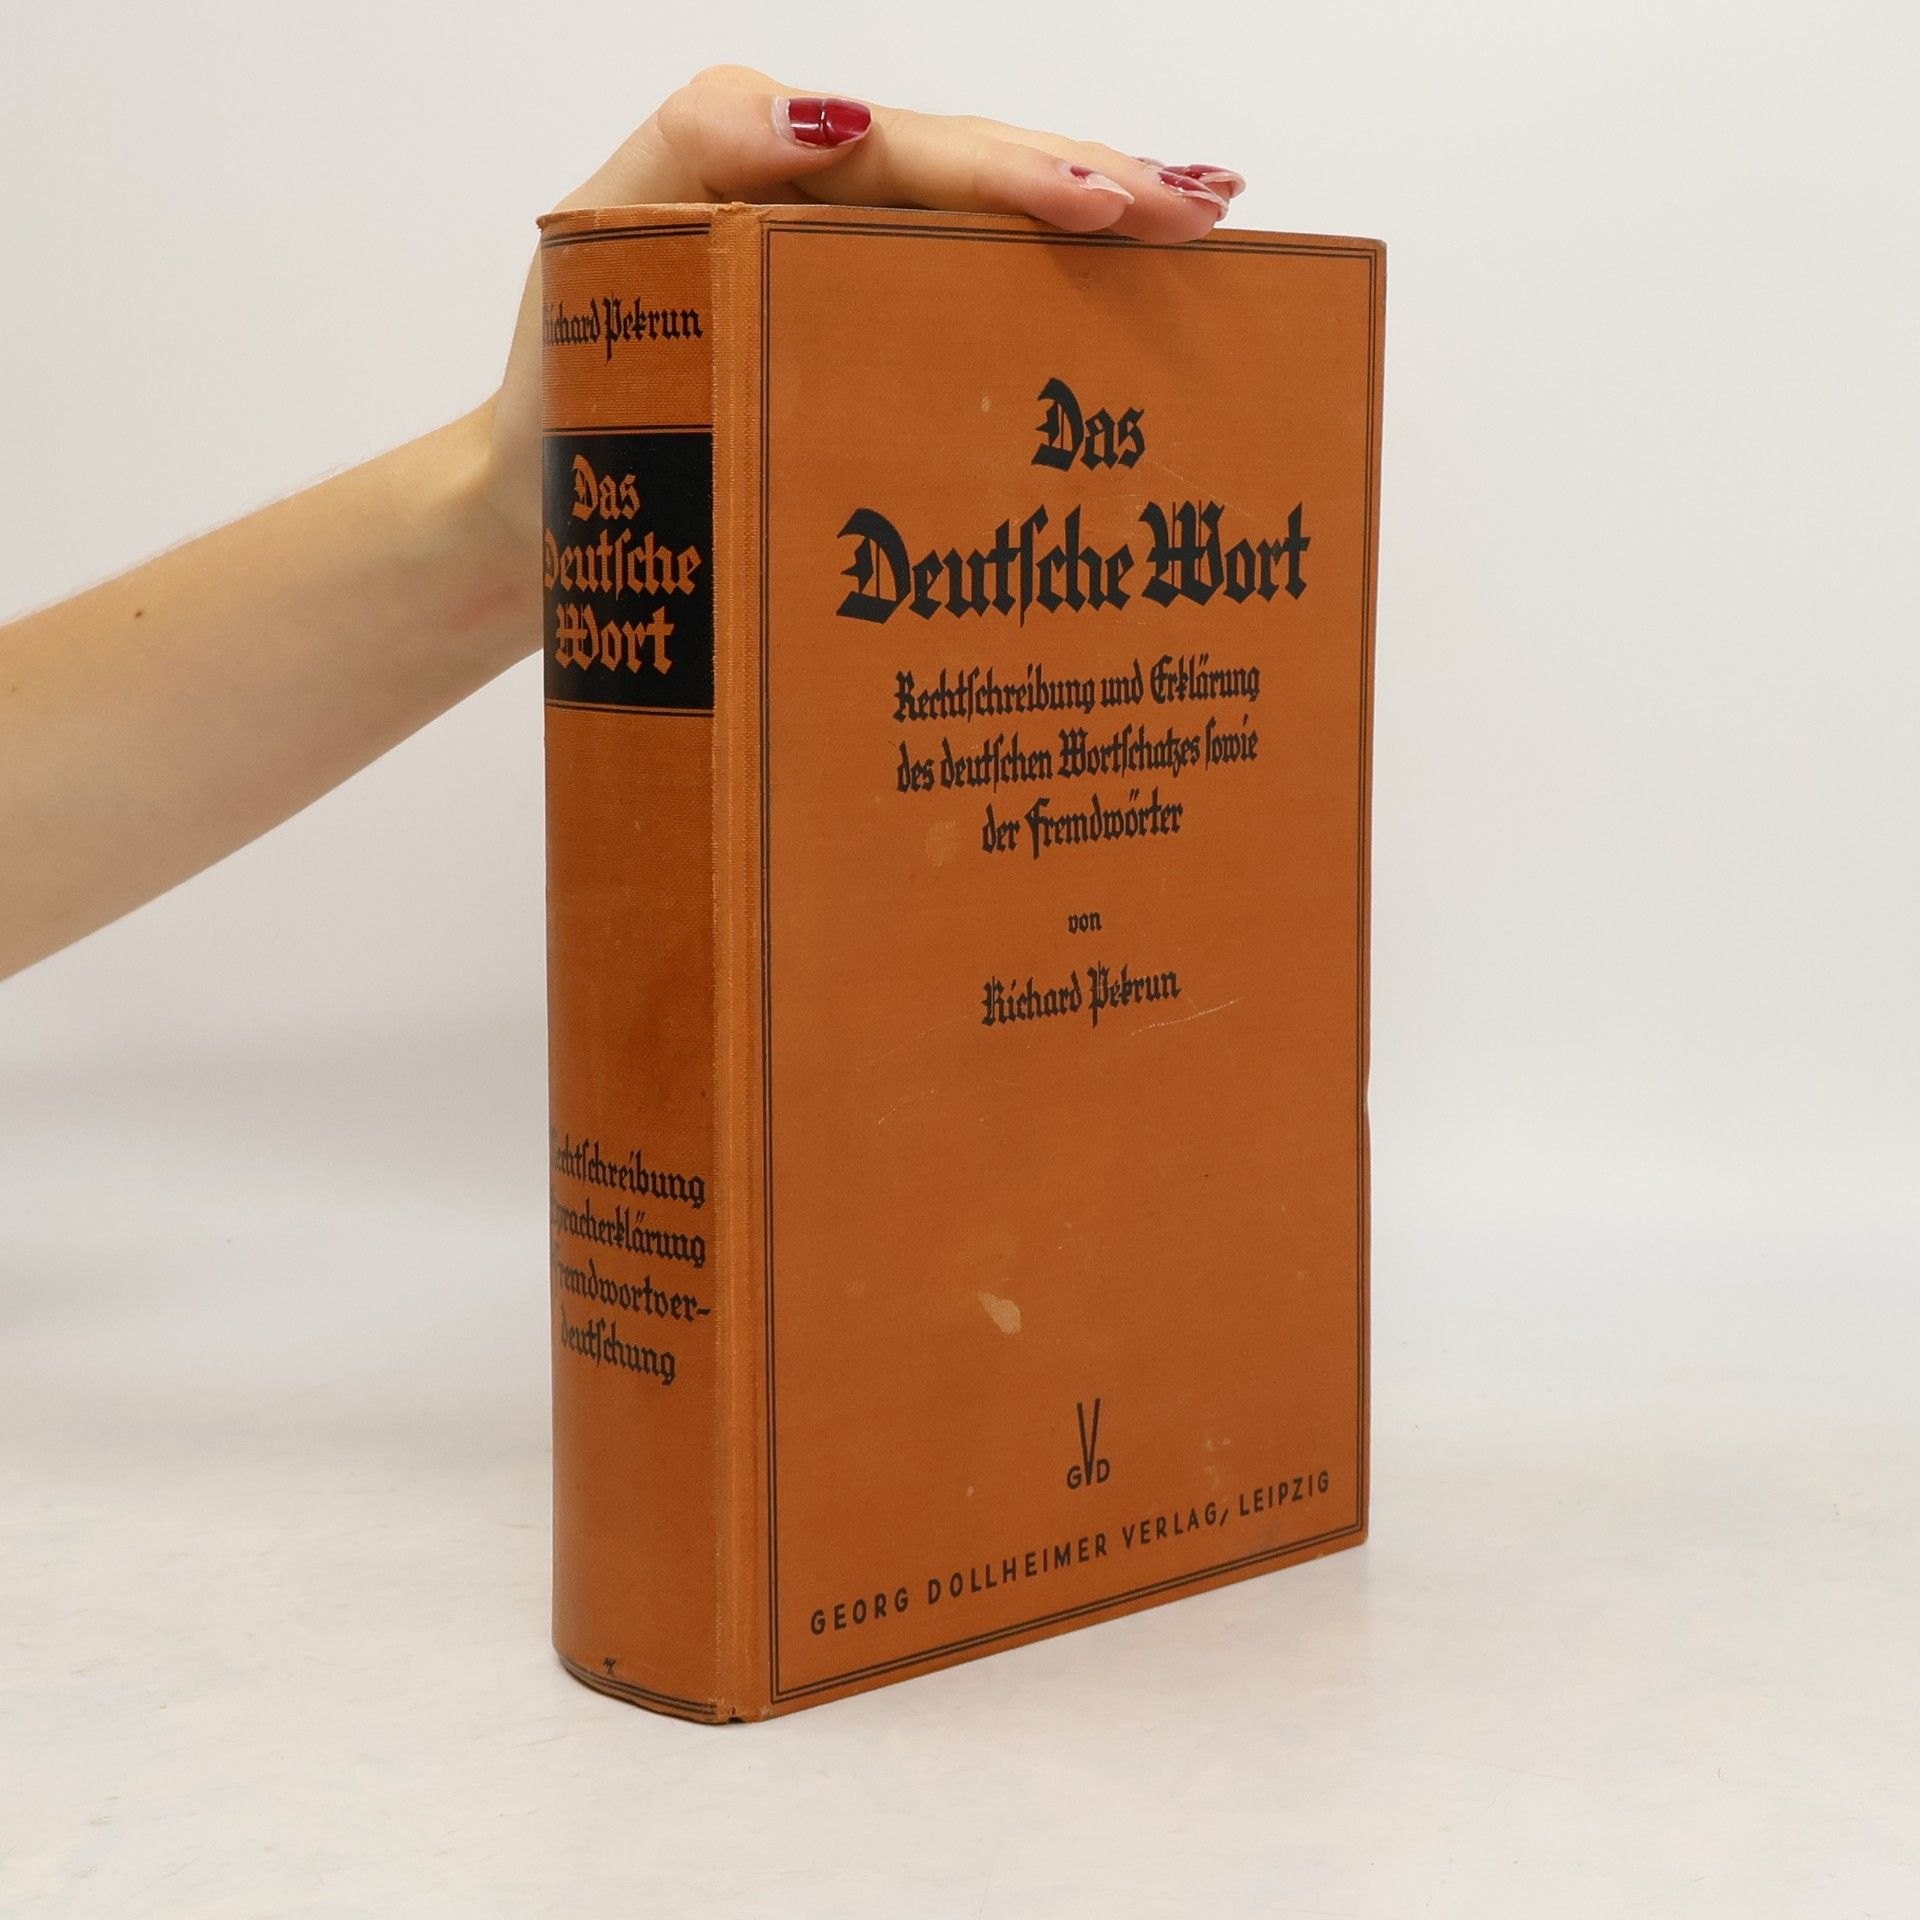 Richard Pekrun
Das
Deutsche
Wort
Rechtschreibung
Spracherklärung
Fremdwortver-
deutschung
Das
Deutsche Wort
Rechtschreibung und Erklärung
des deutschen Wortschatzes sowie
der Fremdwörter
von
Richard Pekrun
GVD
GEORG DOLLHEIMER VERLAG, LEIPZIG